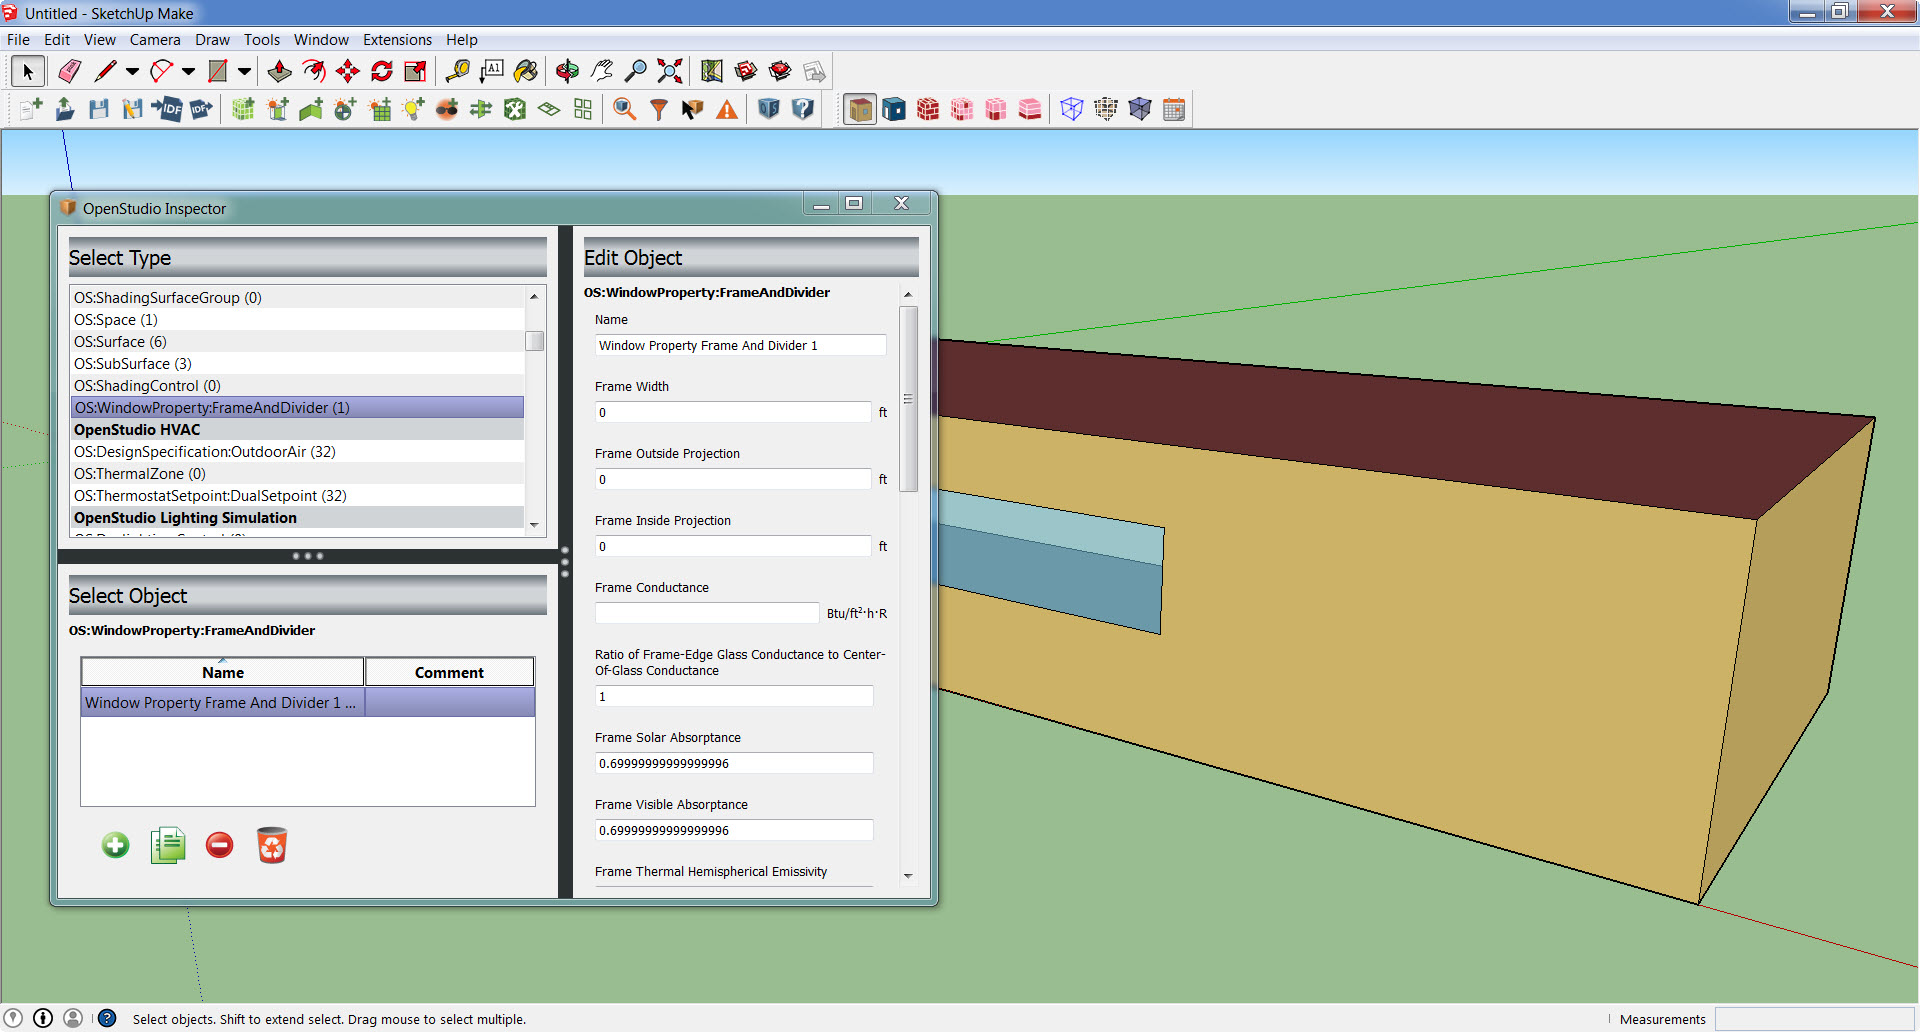 Untitled - SketchUp Make
File Edit View Camera Draw Tools Window Extensions Help
A1
IDF IDF
OpenStudio Inspector
Select Type
OS:ShadingSurfaceGroup (0)
OS:Space (1)
OS:Surface (6)
OS:SubSurface (3)
OS:ShadingControl (0)
OS:WindowProperty:FrameAndDivider (1)
OpenStudio HVAC
OS:DesignSpecification:OutdoorAir (32)
OS:ThermalZone (0)
OS:ThermostatSetpoint:DualSetpoint (32)
OpenStudio Lighting Simulation
Select Object
OS:WindowProperty:FrameAndDivider
Name Comment
Window Property Frame And Divider 1 ...
Edit Object
OS:WindowProperty:FrameAndDivider
Name
Window Property Frame And Divider 1
Frame Width
0 ft
Frame Outside Projection
0 ft
Frame Inside Projection
0 ft
Frame Conductance
Btu/ft²·h·R
Ratio of Frame-Edge Glass Conductance to Center-
Of-Glass Conductance
1
Frame Solar Absorptance
0.69999999999999996
Frame Visible Absorptance
0.69999999999999996
Frame Thermal Hemispherical Emissivity
Select objects. Shift to extend select. Drag mouse to select multiple.
Measurements